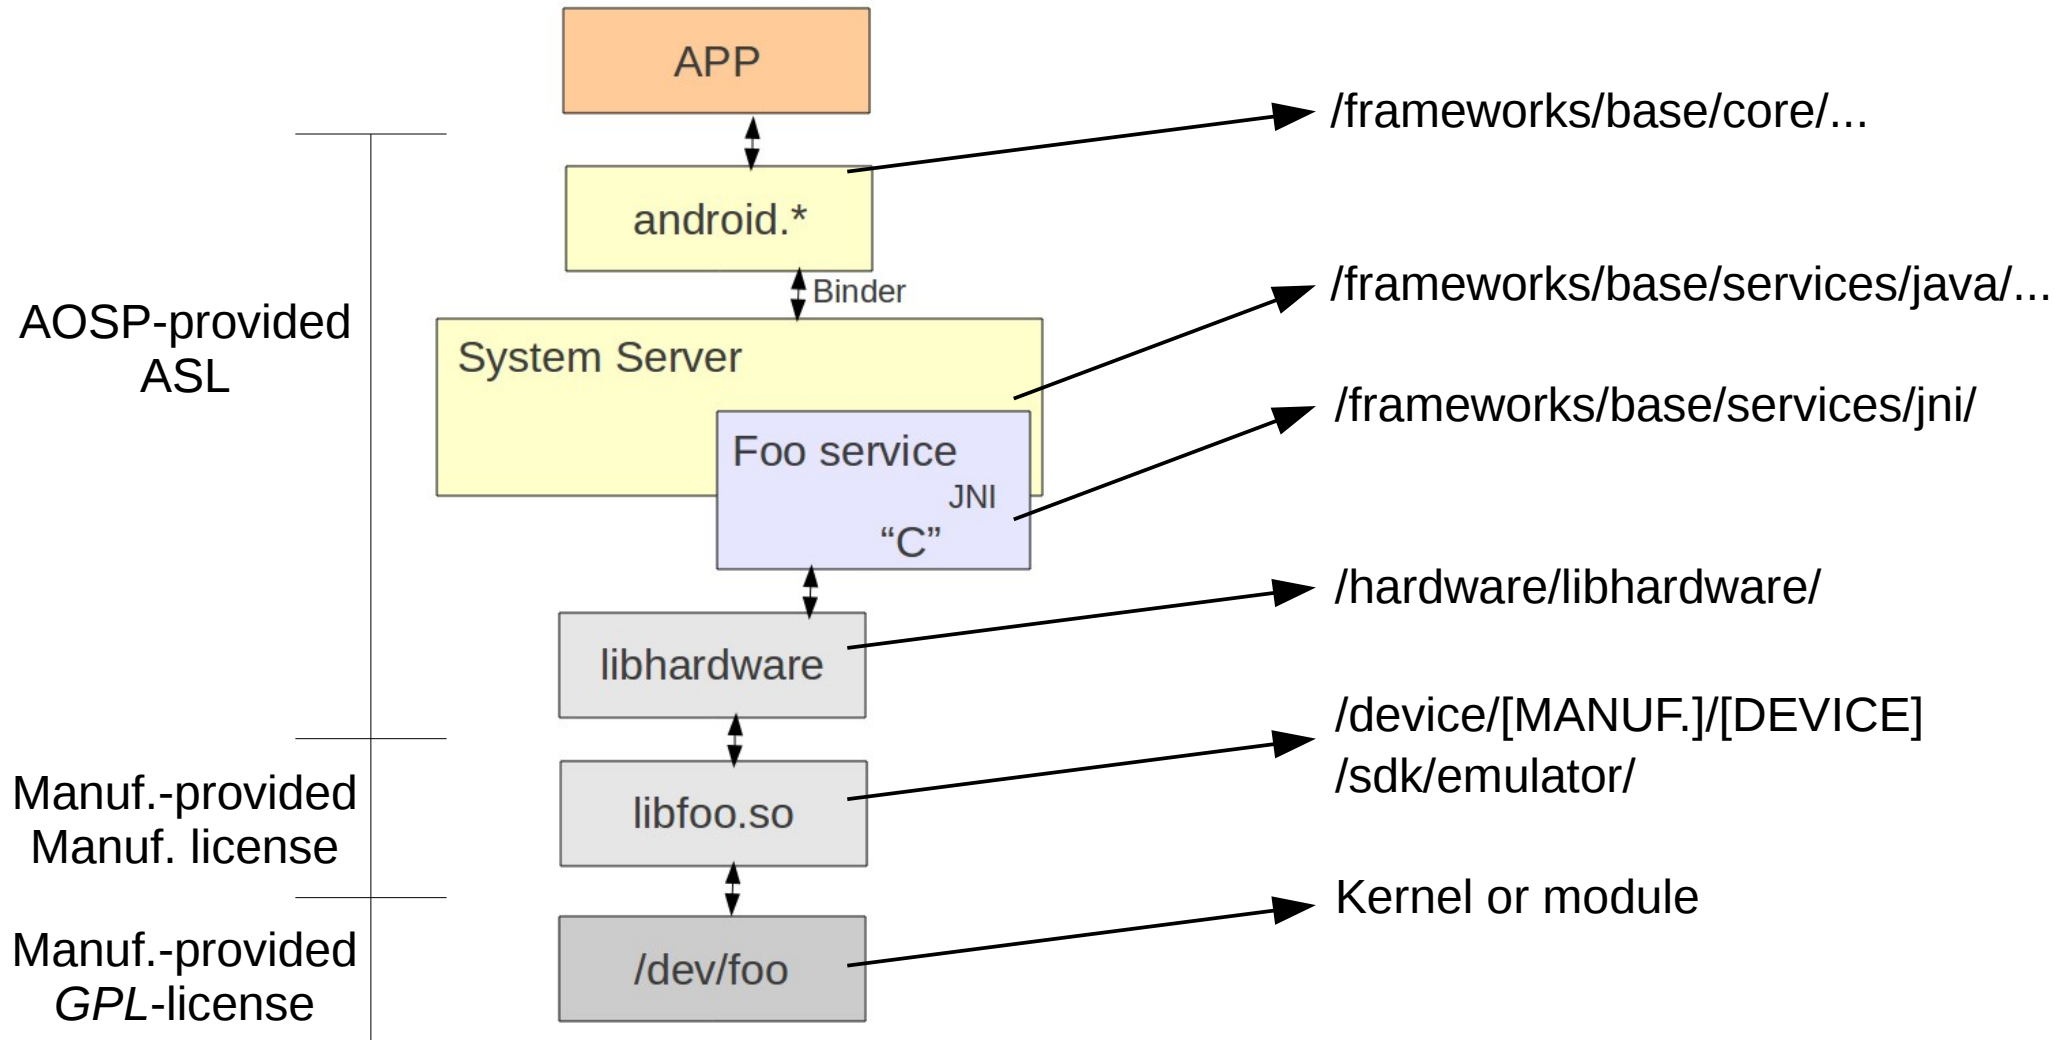 APP
/frameworks/base/core/...
android.*
Binder
/frameworks/base/services/java/...
AOSP-provided
ASL
System Server
/frameworks/base/services/jni/
Foo service
JNI
“C”
/hardware/libhardware/
libhardware
/device/[MANUF.]/[DEVICE]
/sdk/emulator/
Manuf.-provided
Manuf. license
libfoo.so
Kernel or module
Manuf.-provided
GPL-license
/dev/foo